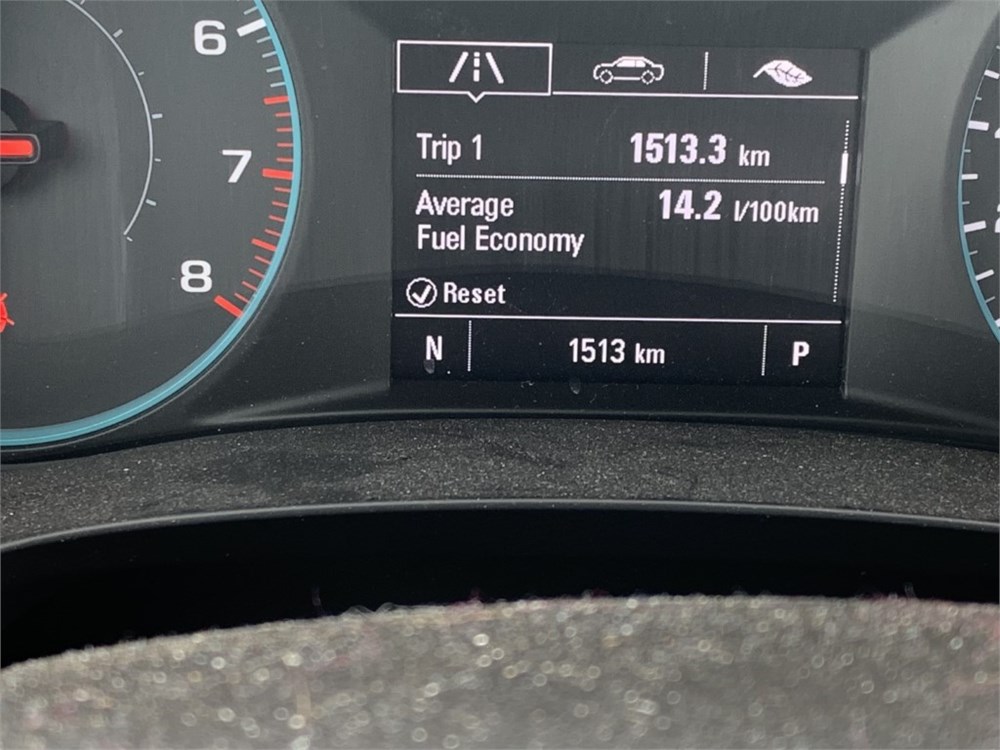 6
7
8
Trip 1 1513.3 km
Average 14.2 l/100km
Fuel Economy
Reset
N 1513 km P